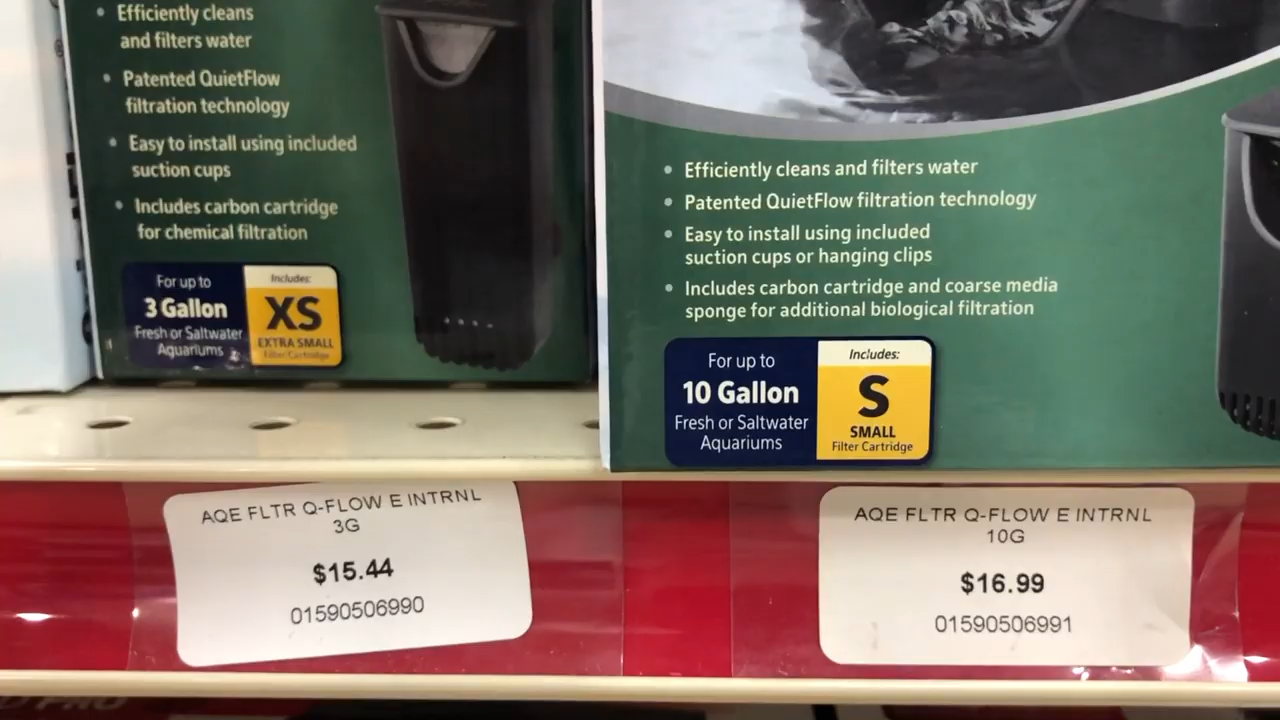 Efficiently cleans
and filters water
Patented QuietFlow
filtration technology
Easy to install using included
suction cups
Includes carbon cartridge
for chemical filtration
For up to
3 Gallon
Fresh or Saltwater
Aquariums
Includes:
XS
EXTRA SMALL
Filter Cartridge
Efficiently cleans and filters water
Patented QuietFlow filtration technology
Easy to install using included
suction cups or hanging clips
Includes carbon cartridge and coarse media
sponge for additional biological filtration
For up to
10 Gallon
Fresh or Saltwater
Aquariums
Includes:
S
SMALL
Filter Cartridge
AQE FLTR Q-FLOW E INTRNL
3G
$15.44
01590506990
AQE FLTR Q-FLOW E INTRNL
10G
$16.99
01590506991
PRO